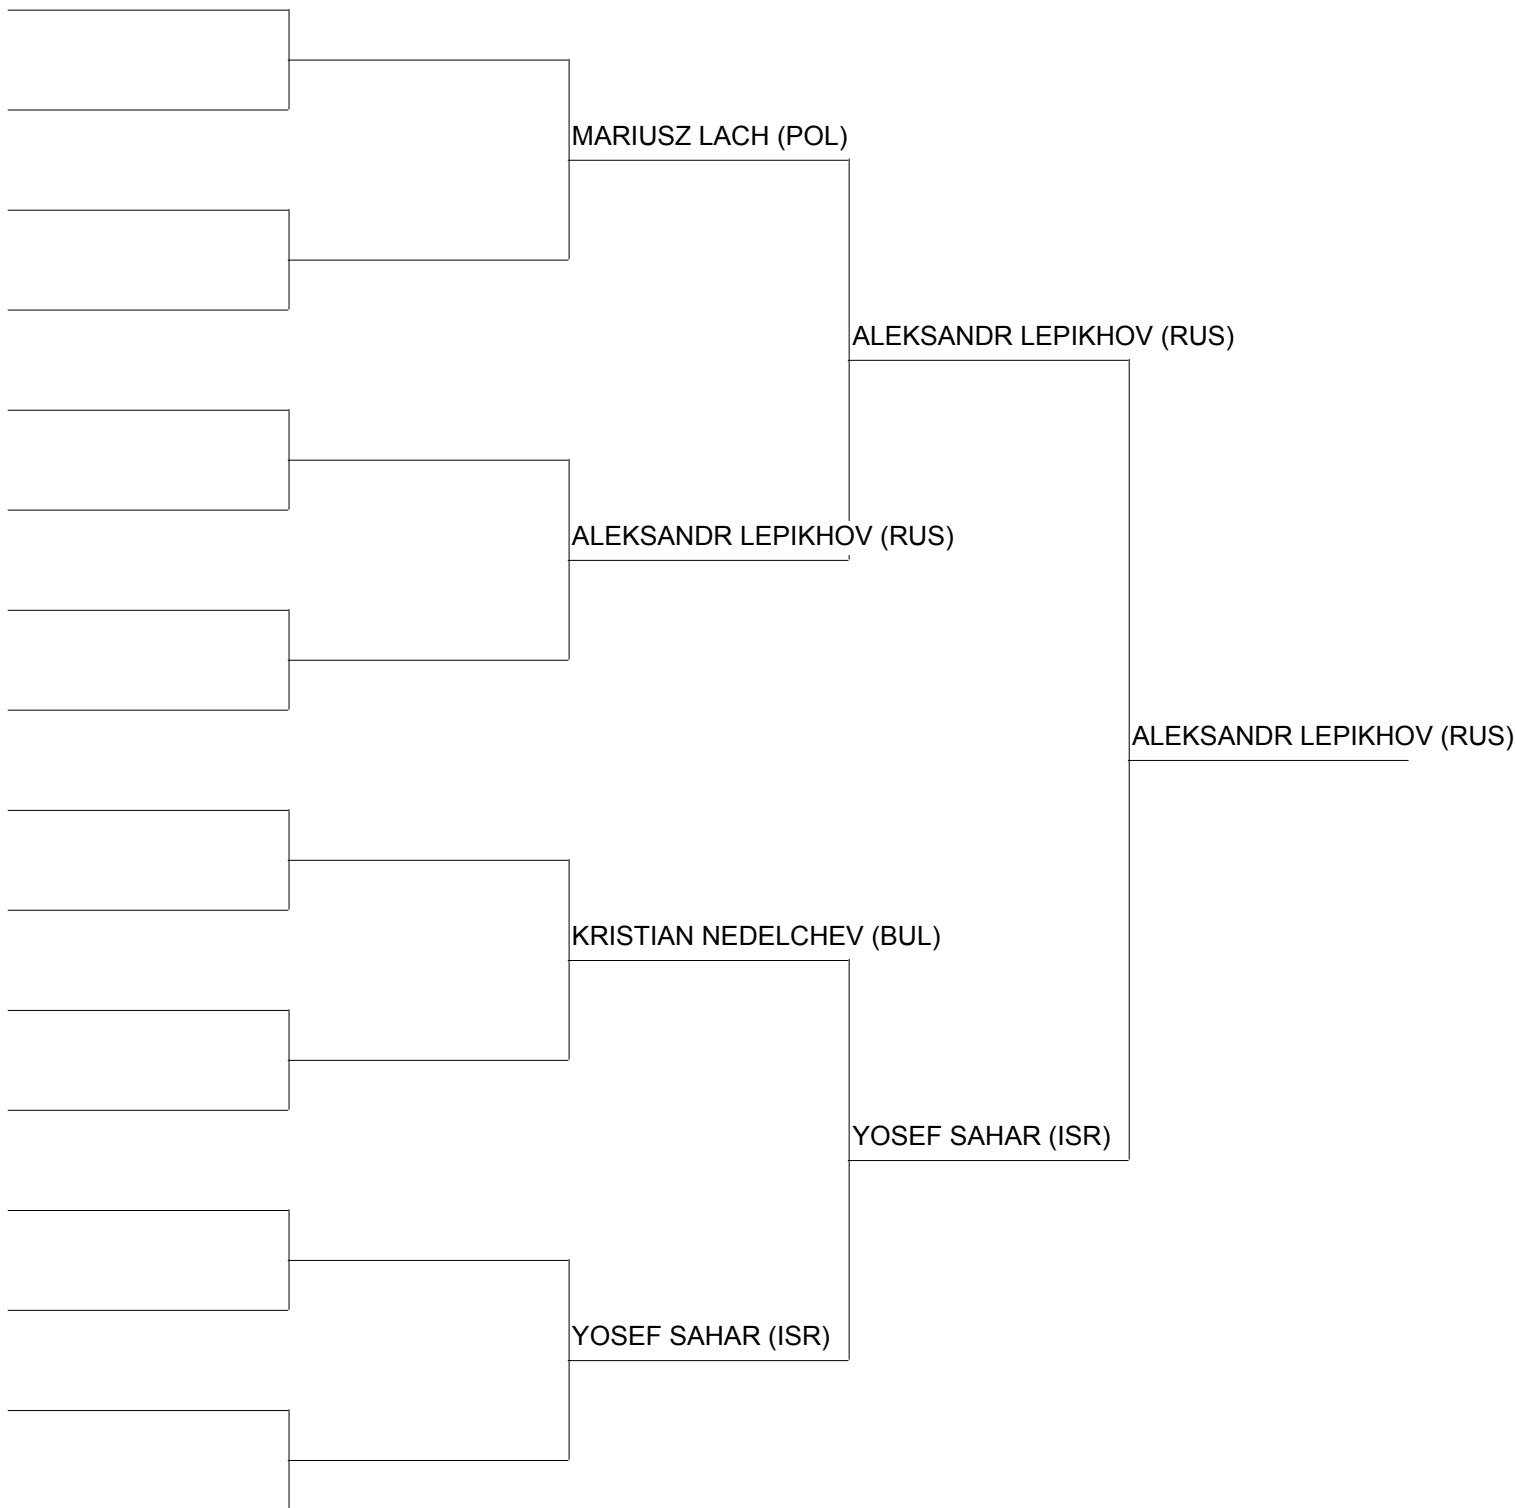 MARIUSZ LACH (POL)
ALEKSANDR LEPIKHOV (RUS)
ALEKSANDR LEPIKHOV (RUS)
ALEKSANDR LEPIKHOV (RUS)
KRISTIAN NEDELCHEV (BUL)
YOSEF SAHAR (ISR)
YOSEF SAHAR (ISR)